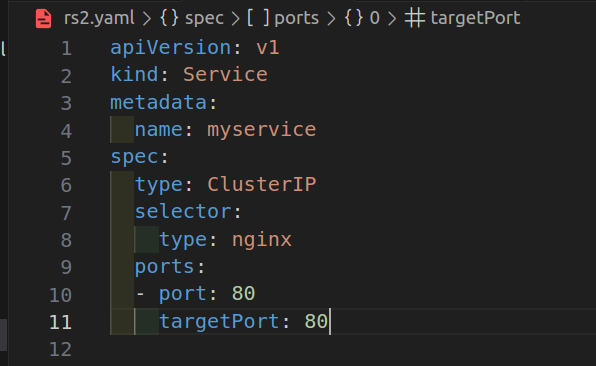 rs2.yaml > {} spec > [ ] ports > {} 0 > # targetPort
1 apiVersion: v1
2 kind: Service
3 metadata:
4   name: myservice
5 spec:
6   type: ClusterIP
7   selector:
8     type: nginx
9   ports:
10   - port: 80
11     targetPort: 80
12